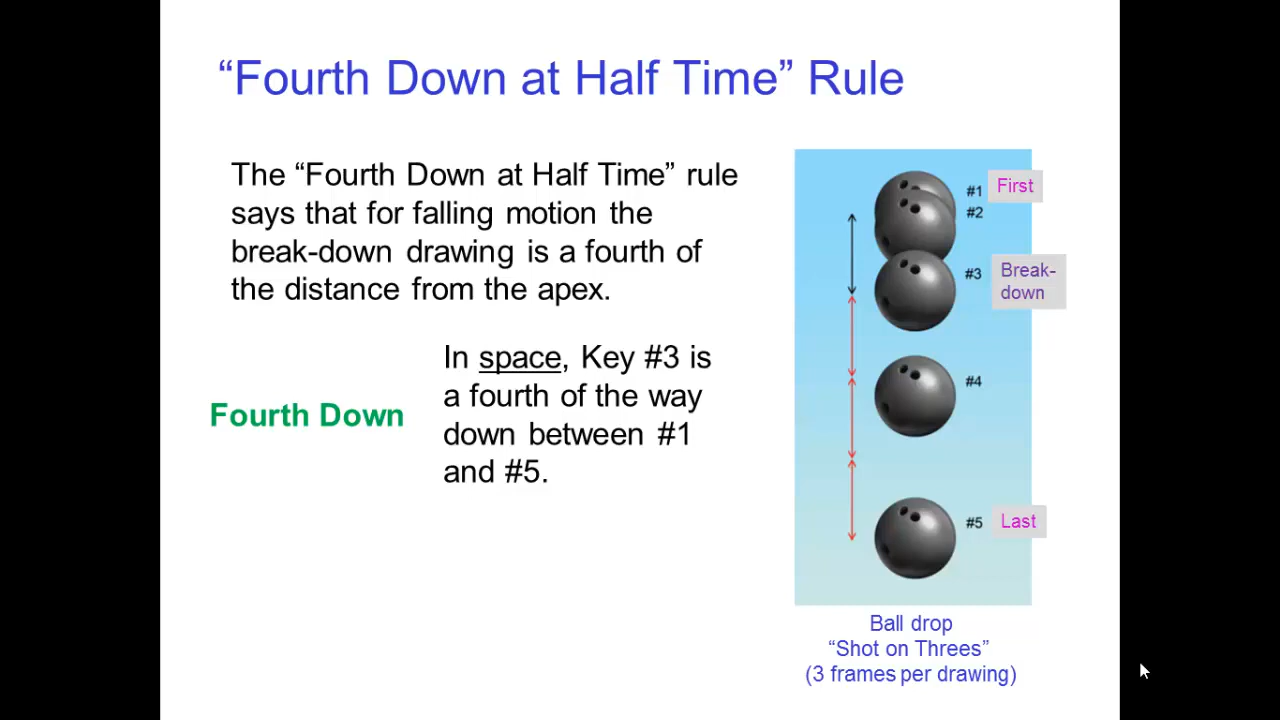 “Fourth Down at Half Time” Rule
The “Fourth Down at Half Time” rule
says that for falling motion the
break-down drawing is a fourth of
the distance from the apex.
In space, Key #3 is
a fourth of the way
down between #1
and #5.
Fourth Down
#1 First
#2
#3 Break-
down
#4
#5 Last
Ball drop
“Shot on Threes”
(3 frames per drawing)